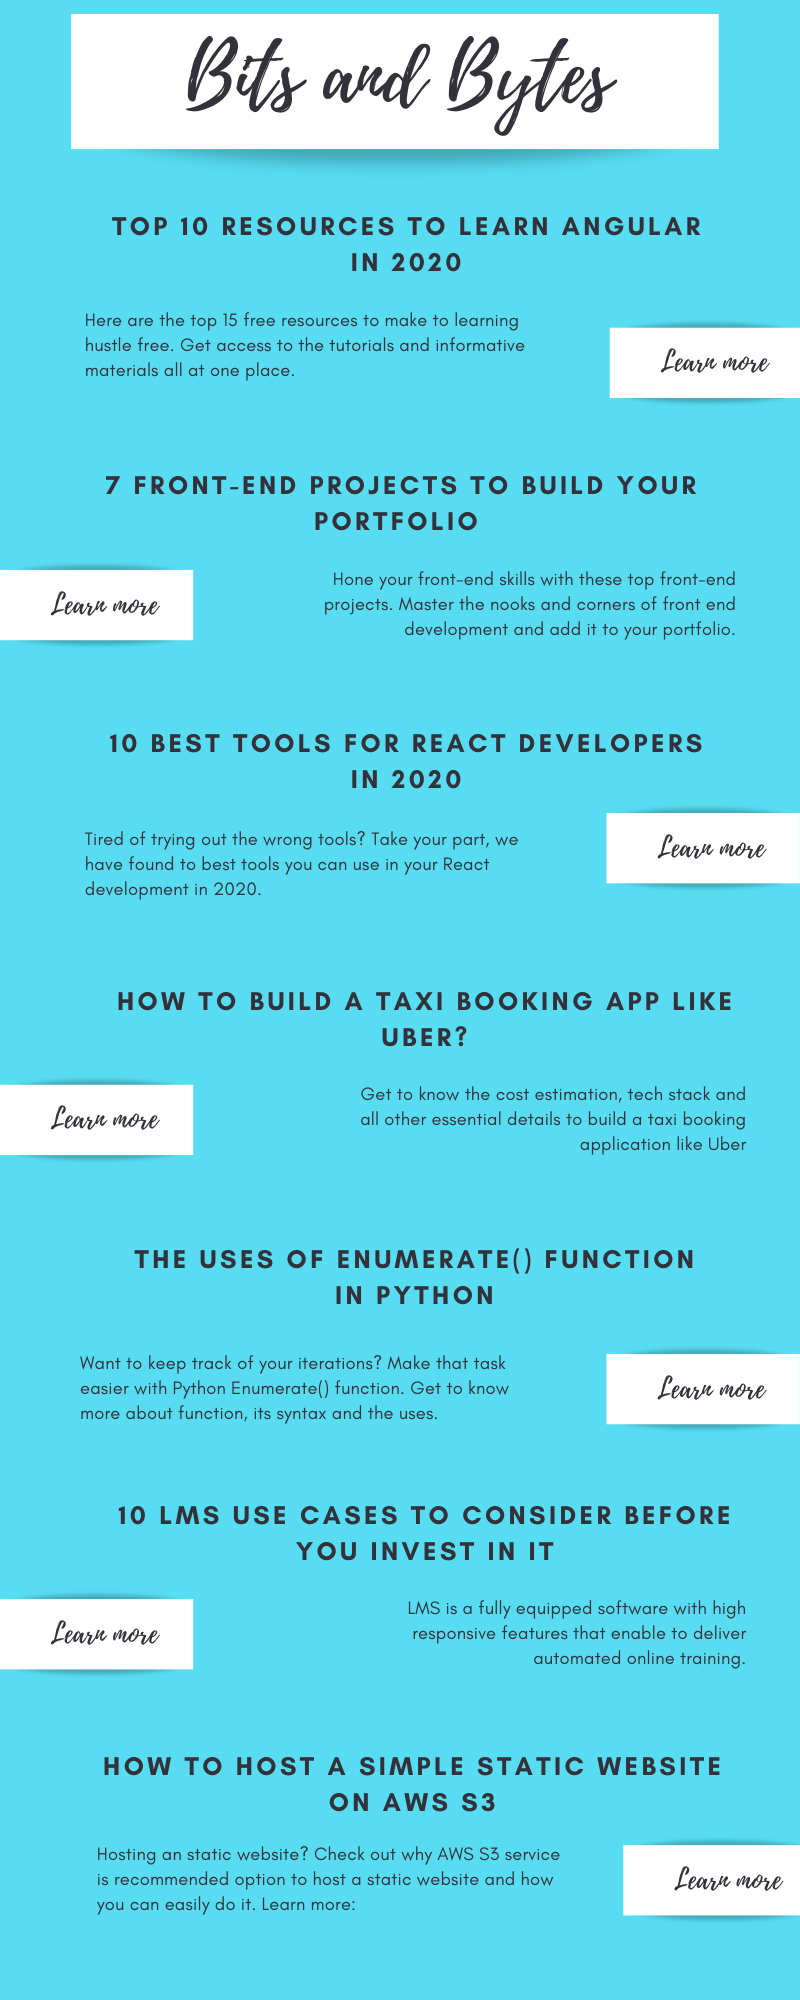 Bits and Bytes
TOP 10 RESOURCES TO LEARN ANGULAR
IN 2020
Here are the top 15 free resources to make to learning
hustle free. Get access to the tutorials and informative
materials all at one place.
Learn more
7 FRONT-END PROJECTS TO BUILD YOUR
PORTFOLIO
Hone your front-end skills with these top front-end
projects. Master the nooks and corners of front end
development and add it to your portfolio.
Learn more
10 BEST TOOLS FOR REACT DEVELOPERS
IN 2020
Tired of trying out the wrong tools? Take your part, we
have found to best tools you can use in your React
development in 2020.
Learn more
HOW TO BUILD A TAXI BOOKING APP LIKE
UBER?
Get to know the cost estimation, tech stack and
all other essential details to build a taxi booking
application like Uber
Learn more
THE USES OF ENUMERATE() FUNCTION
IN PYTHON
Want to keep track of your iterations? Make that task
easier with Python Enumerate() function. Get to know
more about function, its syntax and the uses.
Learn more
10 LMS USE CASES TO CONSIDER BEFORE
YOU INVEST IN IT
LMS is a fully equipped software with high
responsive features that enable to deliver
automated online training.
Learn more
HOW TO HOST A SIMPLE STATIC WEBSITE
ON AWS S3
Hosting an static website? Check out why AWS S3 service
is recommended option to host a static website and how
you can easily do it. Learn more:
Learn more